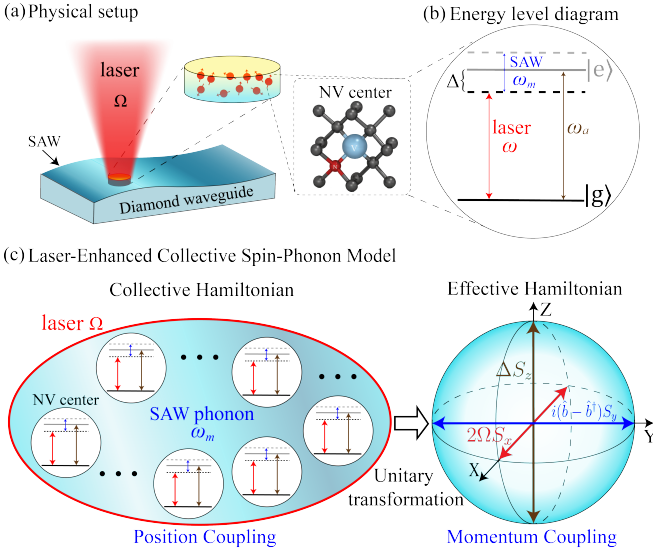 (a) Physical setup
laser
Ω
SAW
Diamond waveguide
NV center
V
N
(b) Energy level diagram
SAW
ω_m
|e⟩
Δ
laser
ω
ω_a
|g⟩
(c) Laser-Enhanced Collective Spin-Phonon Model
Collective Hamiltonian
laser Ω
NV center
SAW phonon
ω_m
Position Coupling
Unitary
transformation
Effective Hamiltonian
Z
ΔS_z
i(b̂ − b̂†)S_y
Y
2ΩS_x
X
Momentum Coupling